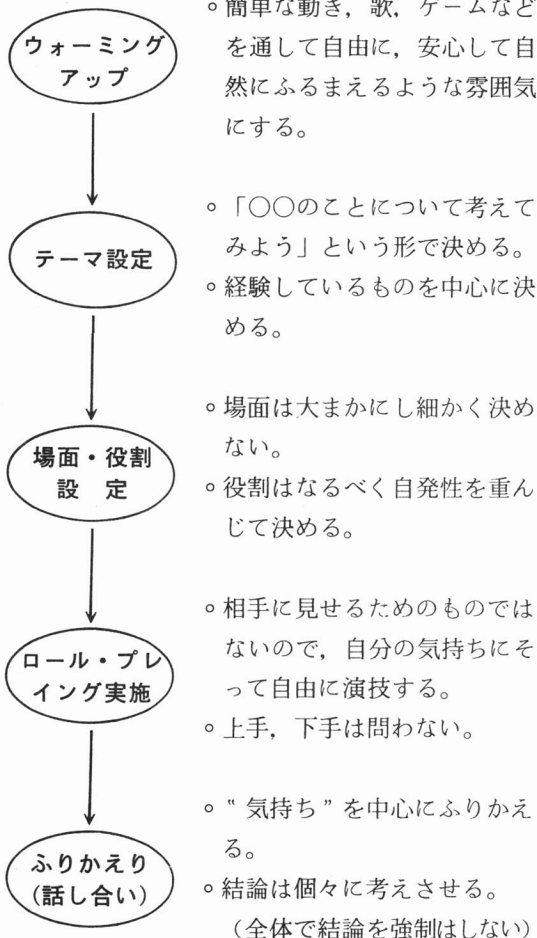 ウォーミング
アップ
◦簡単な動き，歌，ゲームなど
を通して自由に，安心して自
然にふるまえるような雰囲気
にする。
テーマ設定
◦「○○のことについて考えて
みよう」という形で決める。
◦経験しているものを中心に決
める。
場面・役割
設　定
◦場面は大まかにし細かく決め
ない。
◦役割はなるべく自発性を重ん
じて決める。
ロール・プレ
イング実施
◦相手に見せるためのものでは
ないので，自分の気持ちにそ
って自由に演技する。
◦上手，下手は問わない。
ふりかえり
(話し合い)
◦“気持ち”を中心にふりかえ
る。
◦結論は個々に考えさせる。
（全体で結論を強制はしない）